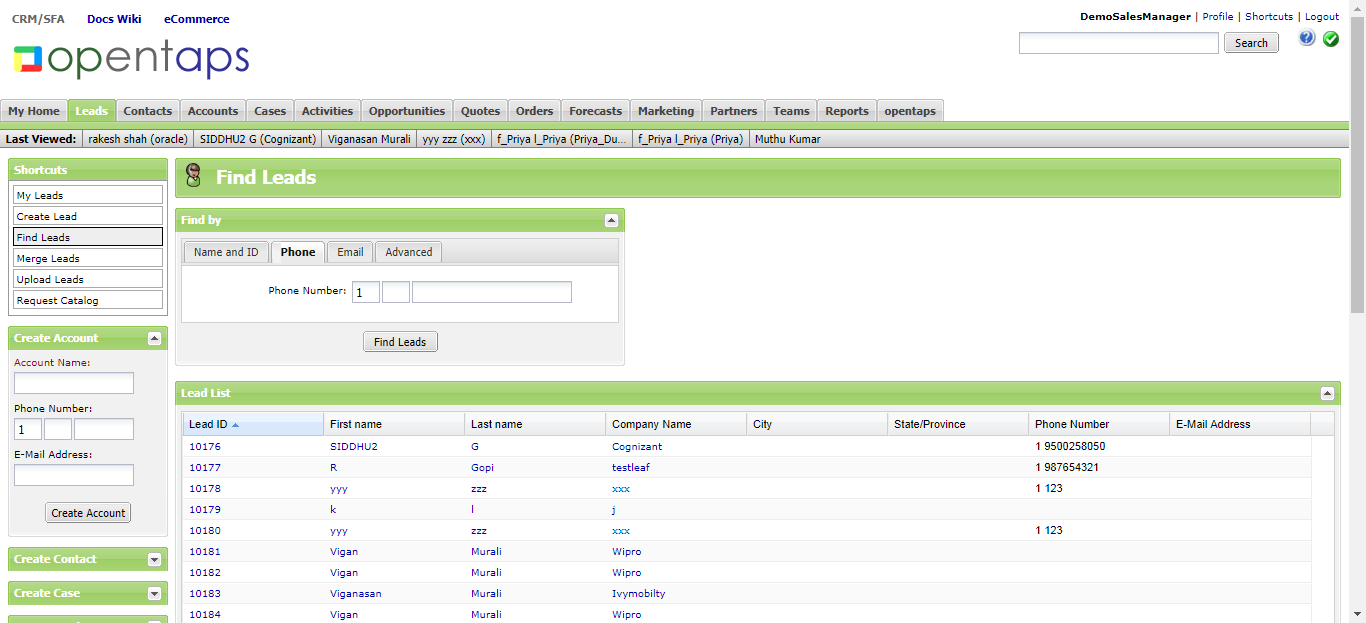 CRM/SFA Docs Wiki eCommerce
DemoSalesManager | Profile | Shortcuts | Logout
opentaps
Search
My Home Leads Contacts Accounts Cases Activities Opportunities Quotes Orders Forecasts Marketing Partners Teams Reports opentaps
Last Viewed: rakesh shah (oracle) SIDDHU2 G (Cognizant) Viganasan Murali yyy zzz (xxx) f_Priya l_Priya (Priya_Du... f_Priya l_Priya (Priya) Muthu Kumar
Shortcuts
My Leads
Create Lead
Find Leads
Merge Leads
Upload Leads
Request Catalog
Create Account
Account Name:
Phone Number:
1
E-Mail Address:
Create Account
Create Contact
Create Case
Find Leads
Find by
Name and ID Phone Email Advanced
Phone Number: 1
Find Leads
Lead List
Lead ID First name Last name Company Name City State/Province Phone Number E-Mail Address
10176 SIDDHU2 G Cognizant 1 9500258050
10177 R Gopi testleaf 1 987654321
10178 yyy zzz xxx 1 123
10179 k l j
10180 yyy zzz xxx 1 123
10181 Vigan Murali Wipro
10182 Vigan Murali Wipro
10183 Viganasan Murali Ivymobilty
10184 Vigan Murali Wipro